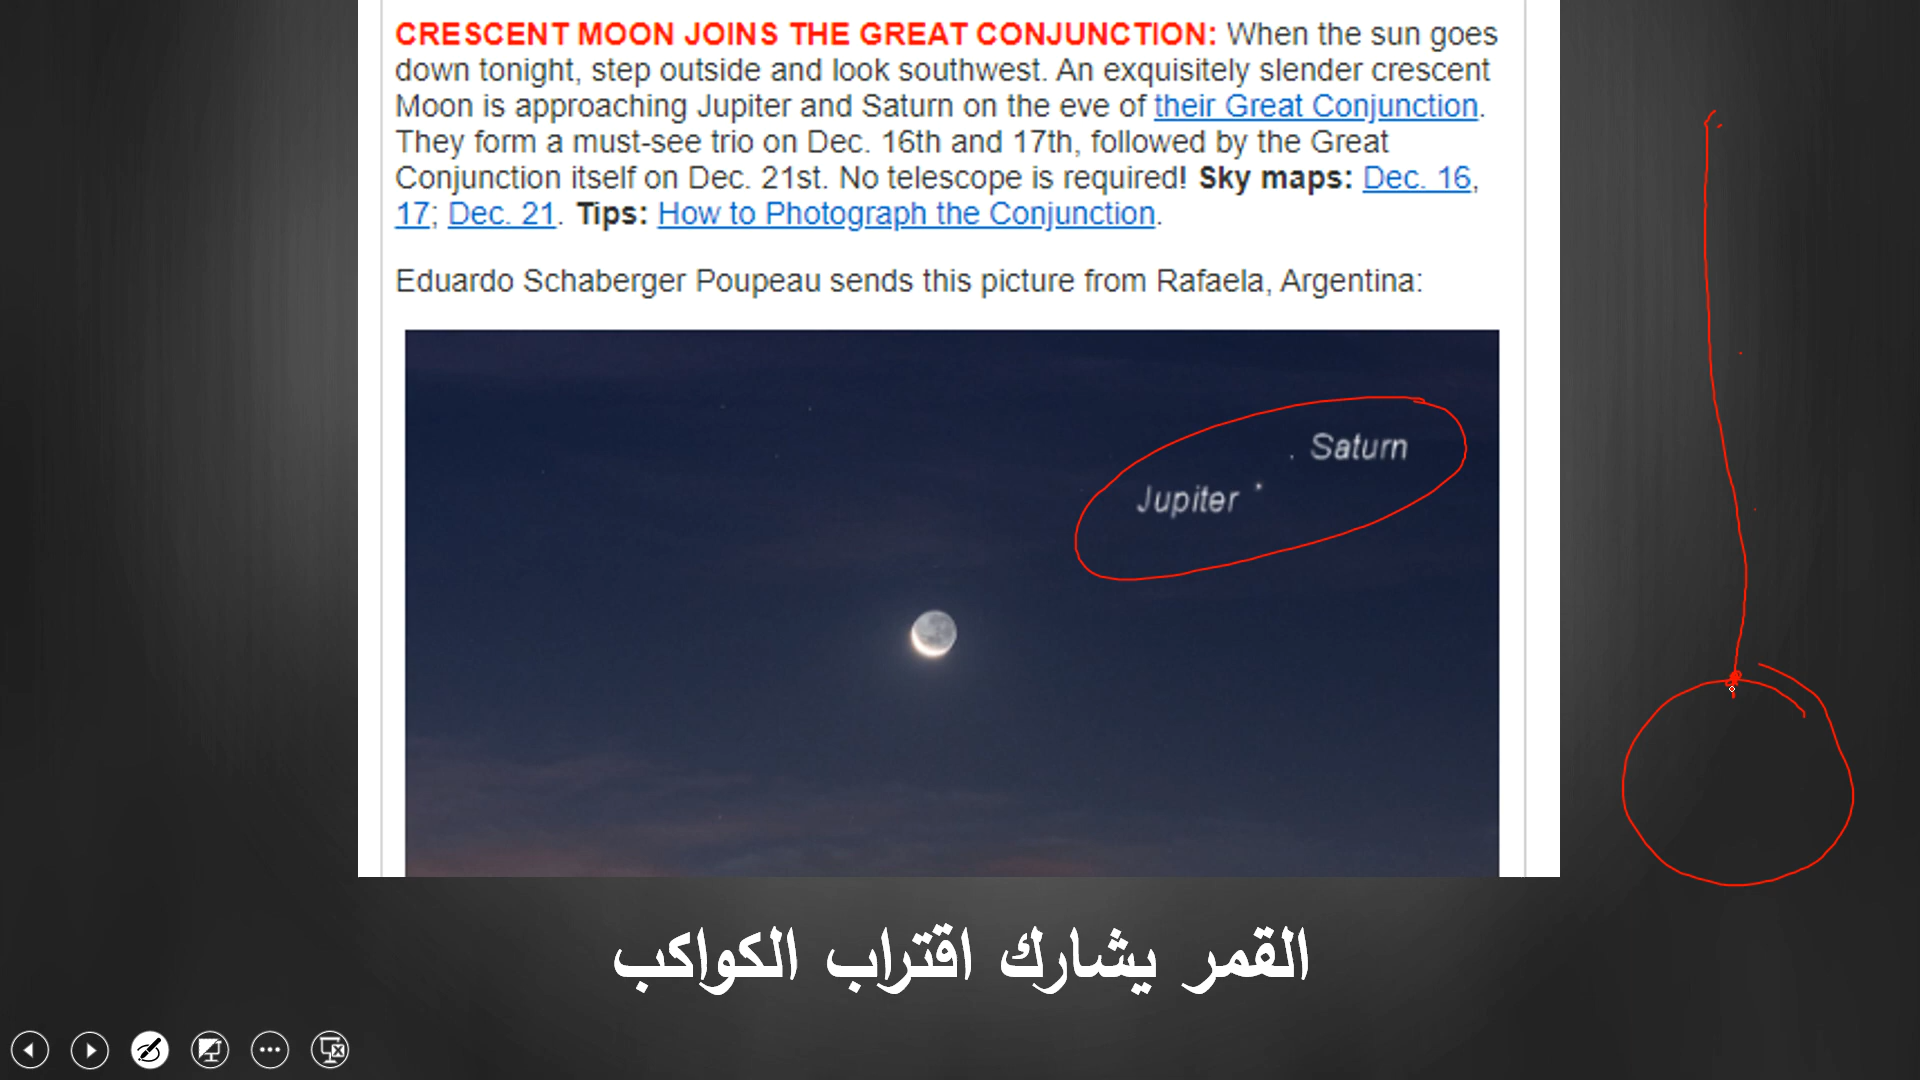 CRESCENT MOON JOINS THE GREAT CONJUNCTION: When the sun goes
down tonight, step outside and look southwest. An exquisitely slender crescent
Moon is approaching Jupiter and Saturn on the eve of their Great Conjunction.
They form a must-see trio on Dec. 16th and 17th, followed by the Great
Conjunction itself on Dec. 21st. No telescope is required! Sky maps: Dec. 16,
17; Dec. 21. Tips: How to Photograph the Conjunction.
Eduardo Schaberger Poupeau sends this picture from Rafaela, Argentina:
Saturn
Jupiter
القمر يشارك اقتراب الكواكب